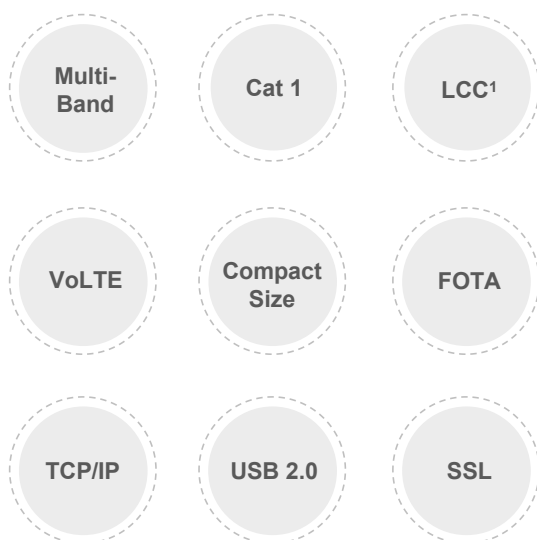 Multi-
Band
Cat 1
LCC¹
VoLTE
Compact
Size
FOTA
TCP/IP
USB 2.0
SSL